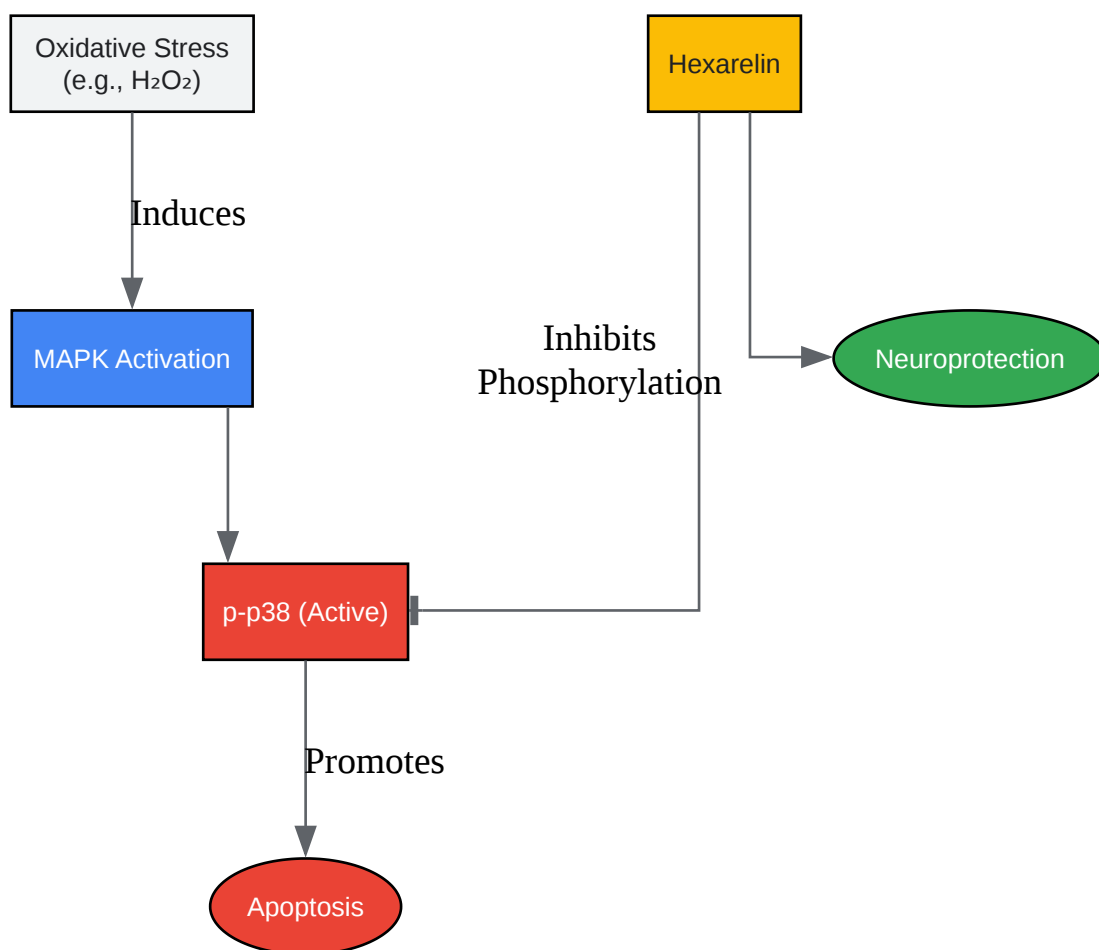 Oxidative Stress
(e.g., H₂O₂)
Hexarelin
Induces
MAPK Activation
Inhibits
Phosphorylation
Neuroprotection
p-p38 (Active)
Promotes
Apoptosis